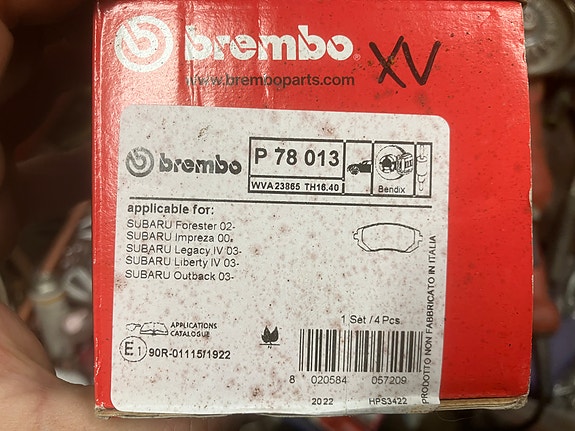 brembo
XV
www.bremboparts.com
brembo
P 78 013
WVA 23865 TH16.40
Bendix
applicable for:
SUBARU Forester 02-
SUBARU Impreza 00-
SUBARU Legacy IV 03-
SUBARU Liberty IV 03-
SUBARU Outback 03-
APPLICATIONS
CATALOGUE
N
1 Set / 4 Pcs.
E1 90R-01115/1922
8 020584 057209
2022 HPS3422
PRODOTTO NON FABBRICATO IN ITALIA